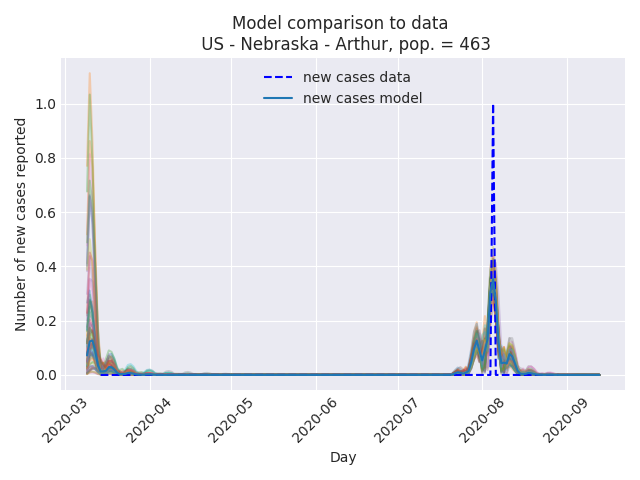 Model comparison to data
US - Nebraska - Arthur, pop. = 463
new cases data
new cases model
Number of new cases reported
1.0
0.8
0.6
0.4
0.2
0.0
2020-03
2020-04
2020-05
2020-06
2020-07
2020-08
2020-09
Day